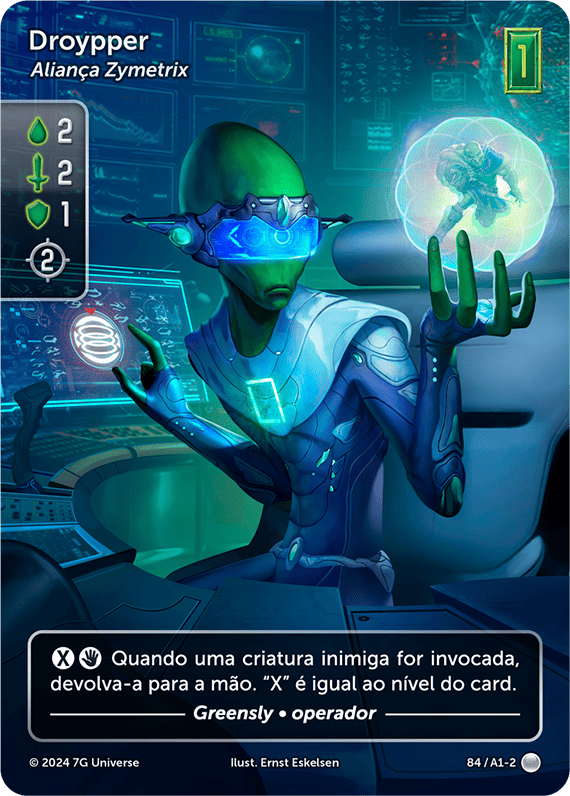 Droypper
Aliança Zymetrix
1
2
2
1
2
X Quando uma criatura inimiga for invocada,
devolva-a para a mão. “X” é igual ao nível do card.
Greensly • operador
© 2024 7G Universe
Ilust. Ernst Eskelsen
84 / A1-2